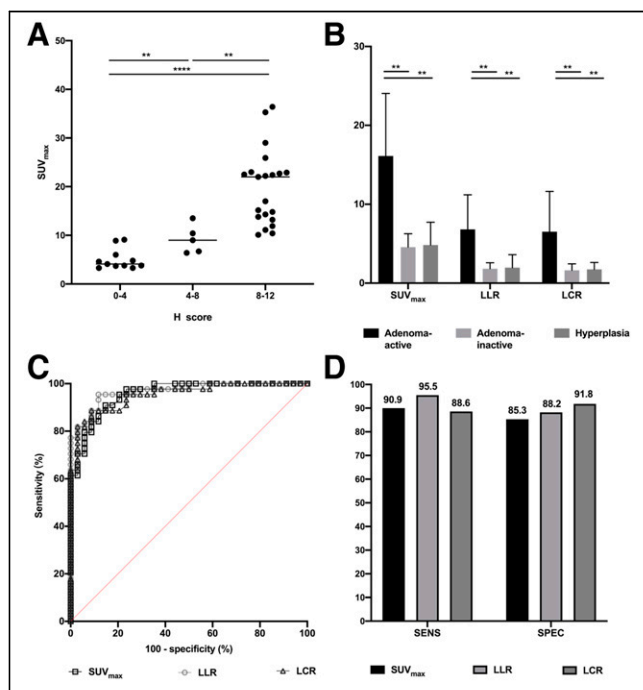 A
**
**
****
50
40
30
20
10
0
SUVmax
0-4
4-8
8-12
H score
B
**
**
**
**
**
**
30
20
10
0
SUVmax
LLR
LCR
Adenoma-
active
Adenoma-
inactive
Hyperplasia
C
100
80
60
40
20
0
Sensitivity (%)
0
20
40
60
80
100
100 - specificity (%)
SUVmax
LLR
LCR
D
100
90
80
70
60
50
40
30
20
10
0
90.9
95.5
88.6
85.3
88.2
91.8
SENS
SPEC
SUVmax
LLR
LCR